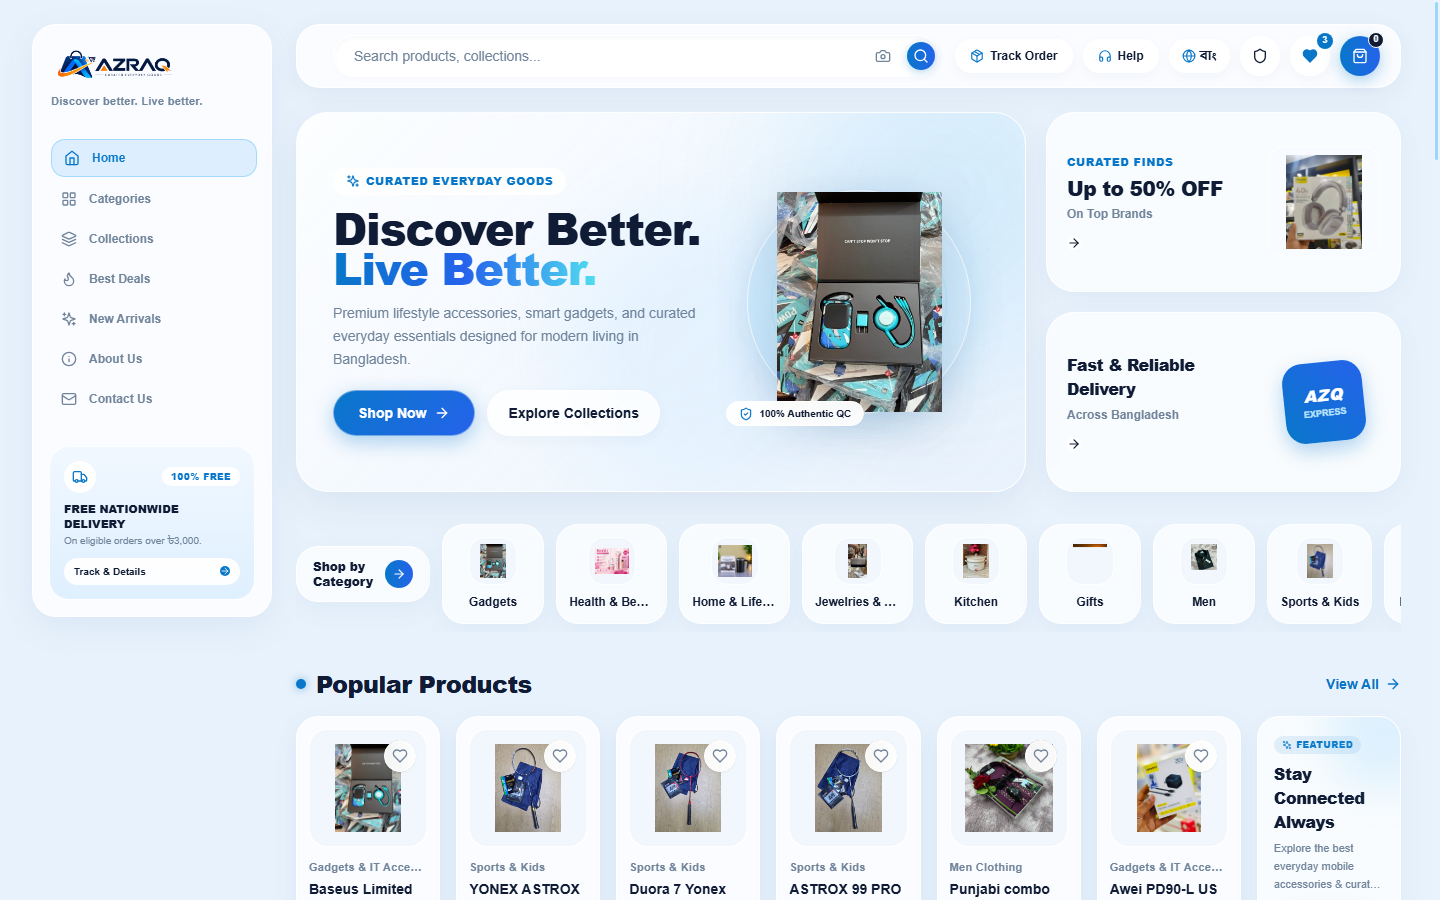 AZRAQ
Discover better. Live better.
Home
Categories
Collections
Best Deals
New Arrivals
About Us
Contact Us
100% FREE
FREE NATIONWIDE
DELIVERY
On eligible orders over ৳3,000.
Track & Details
Search products, collections...
Track Order
Help
বাং
3
0
CURATED EVERYDAY GOODS
Discover Better.
Live Better.
Premium lifestyle accessories, smart gadgets, and curated
everyday essentials designed for modern living in
Bangladesh.
Shop Now
Explore Collections
CAN'T STOP WON'T STOP
100% Authentic QC
CURATED FINDS
Up to 50% OFF
On Top Brands
Fast & Reliable
Delivery
Across Bangladesh
AZQ
EXPRESS
Shop by
Category
Gadgets
Health & Be...
Home & Life...
Jewelries & ...
Kitchen
Gifts
Men
Sports & Kids
Popular Products
View All
Gadgets & IT Acce...
Baseus Limited
Sports & Kids
YONEX ASTROX
Sports & Kids
Duora 7 Yonex
Sports & Kids
ASTROX 99 PRO
Men Clothing
Punjabi combo
Gadgets & IT Acce...
Awei PD90-L US
FEATURED
Stay
Connected
Always
Explore the best
everyday mobile
accessories & curat...